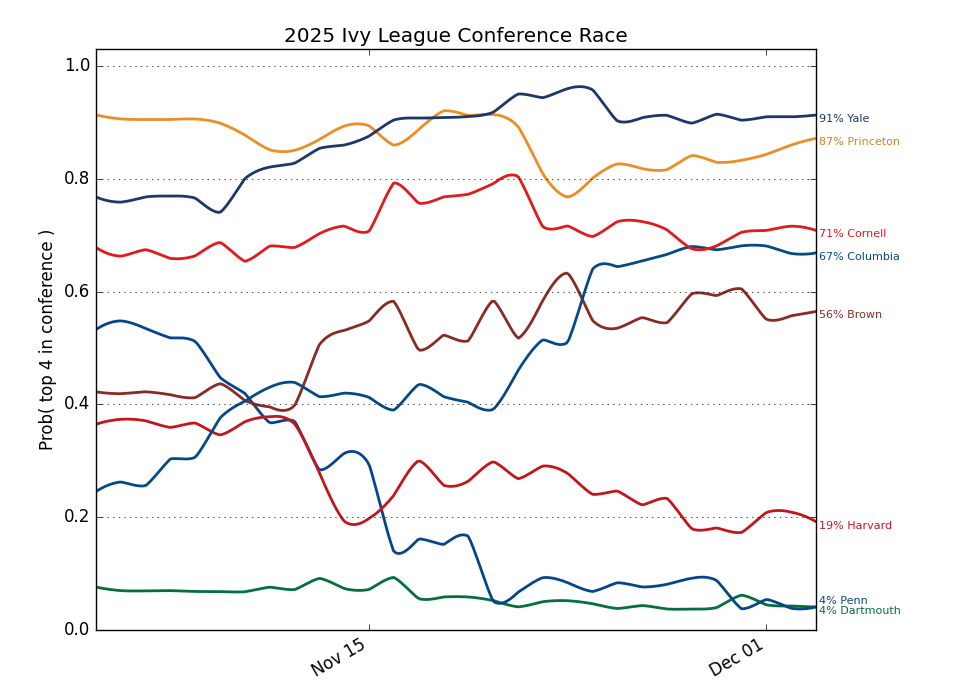 2025 Ivy League Conference Race
Prob( top 4 in conference )
1.0
0.8
0.6
0.4
0.2
0.0
Nov 15
Dec 01
91% Yale
87% Princeton
71% Cornell
67% Columbia
56% Brown
19% Harvard
4% Penn
4% Dartmouth